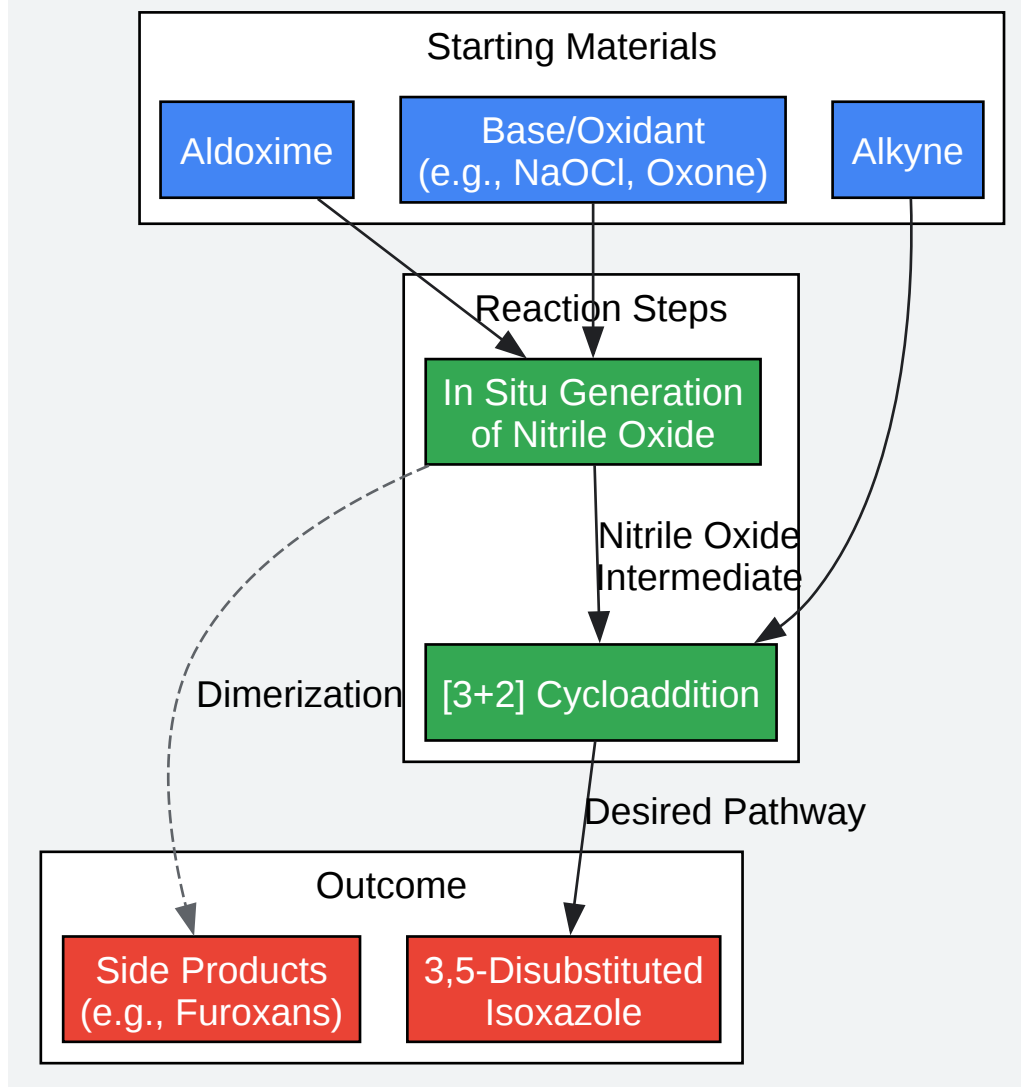 Starting Materials
Aldoxime
Base/Oxidant
(e.g., NaOCl, Oxone)
Alkyne
Reaction Steps
In Situ Generation
of Nitrile Oxide
Nitrile Oxide
Intermediate
Dimerization
[3+2] Cycloaddition
Desired Pathway
Outcome
Side Products
(e.g., Furoxans)
3,5-Disubstituted
Isoxazole